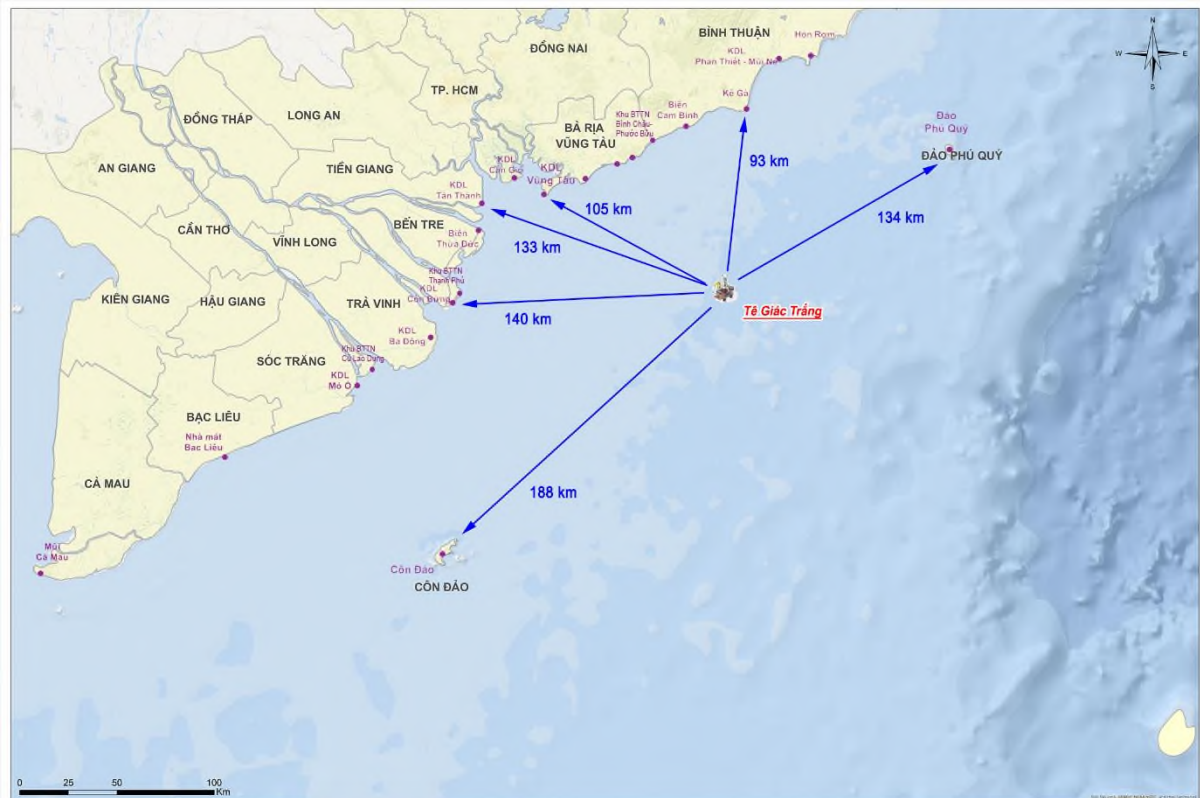 BÌNH THUẬN
Hòn Rơm
N
W
E
S
ĐỒNG NAI
KDL
Phan Thiết - Mũi Né
TP. HCM
Kê Gà
LONG AN
ĐỒNG THÁP
Khu BTTN
Bình Châu-
Phước Bửu
Biển
Cam Bình
Đảo
Phú Quý
BÀ RỊA
VŨNG TÀU
ĐẢO PHÚ QUÝ
93 km
AN GIANG
TIỀN GIANG
KDL
Cần Giờ
KDL
Vũng Tàu
KDL
Tân Thành
105 km
134 km
CẦN THƠ
BẾN TRE
VĨNH LONG
Biển
Thừa Đức
133 km
Khu BTTN
Thạnh Phú
KDL
Cồn Bửng
KIÊN GIANG
HẬU GIANG
TRÀ VINH
140 km
Tê Giác Trắng
KDL
Ba Động
Khu BTTN
Cù Lao Dung
SÓC TRĂNG
KDL
Mỏ Ó
BẠC LIÊU
Nhà mát
Bạc Liêu
CÀ MAU
188 km
Mũi
Cà Mau
Côn Đảo
CÔN ĐẢO
0 25 50 100
Km